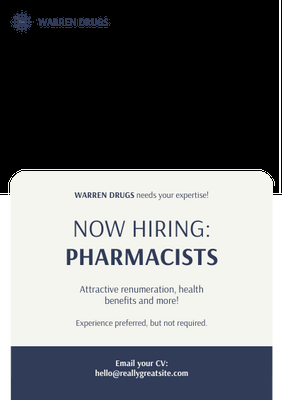 WARREN DRUGS
WARREN DRUGS needs your expertise!
NOW HIRING:
PHARMACISTS
Attractive renumeration, health
benefits and more!
Experience preferred, but not required.
Email your CV:
hello@reallygreatsite.com